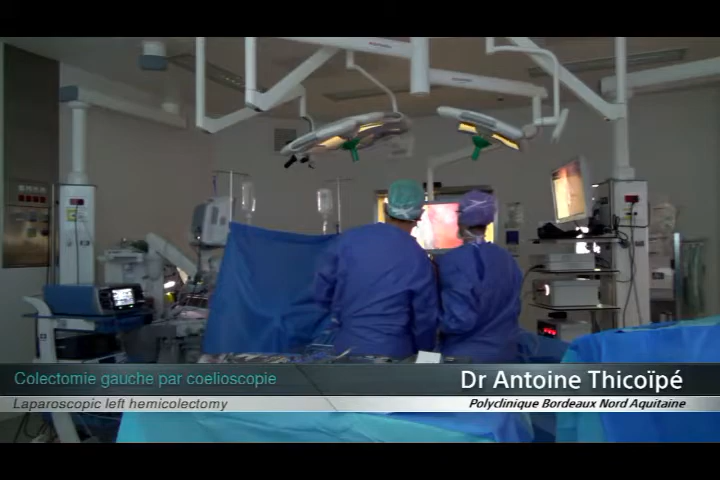 Colectomie gauche par coelioscopie
Dr Antoine Thicoïpé
Laparoscopic left hemicolectomy
Polyclinique Bordeaux Nord Aquitaine